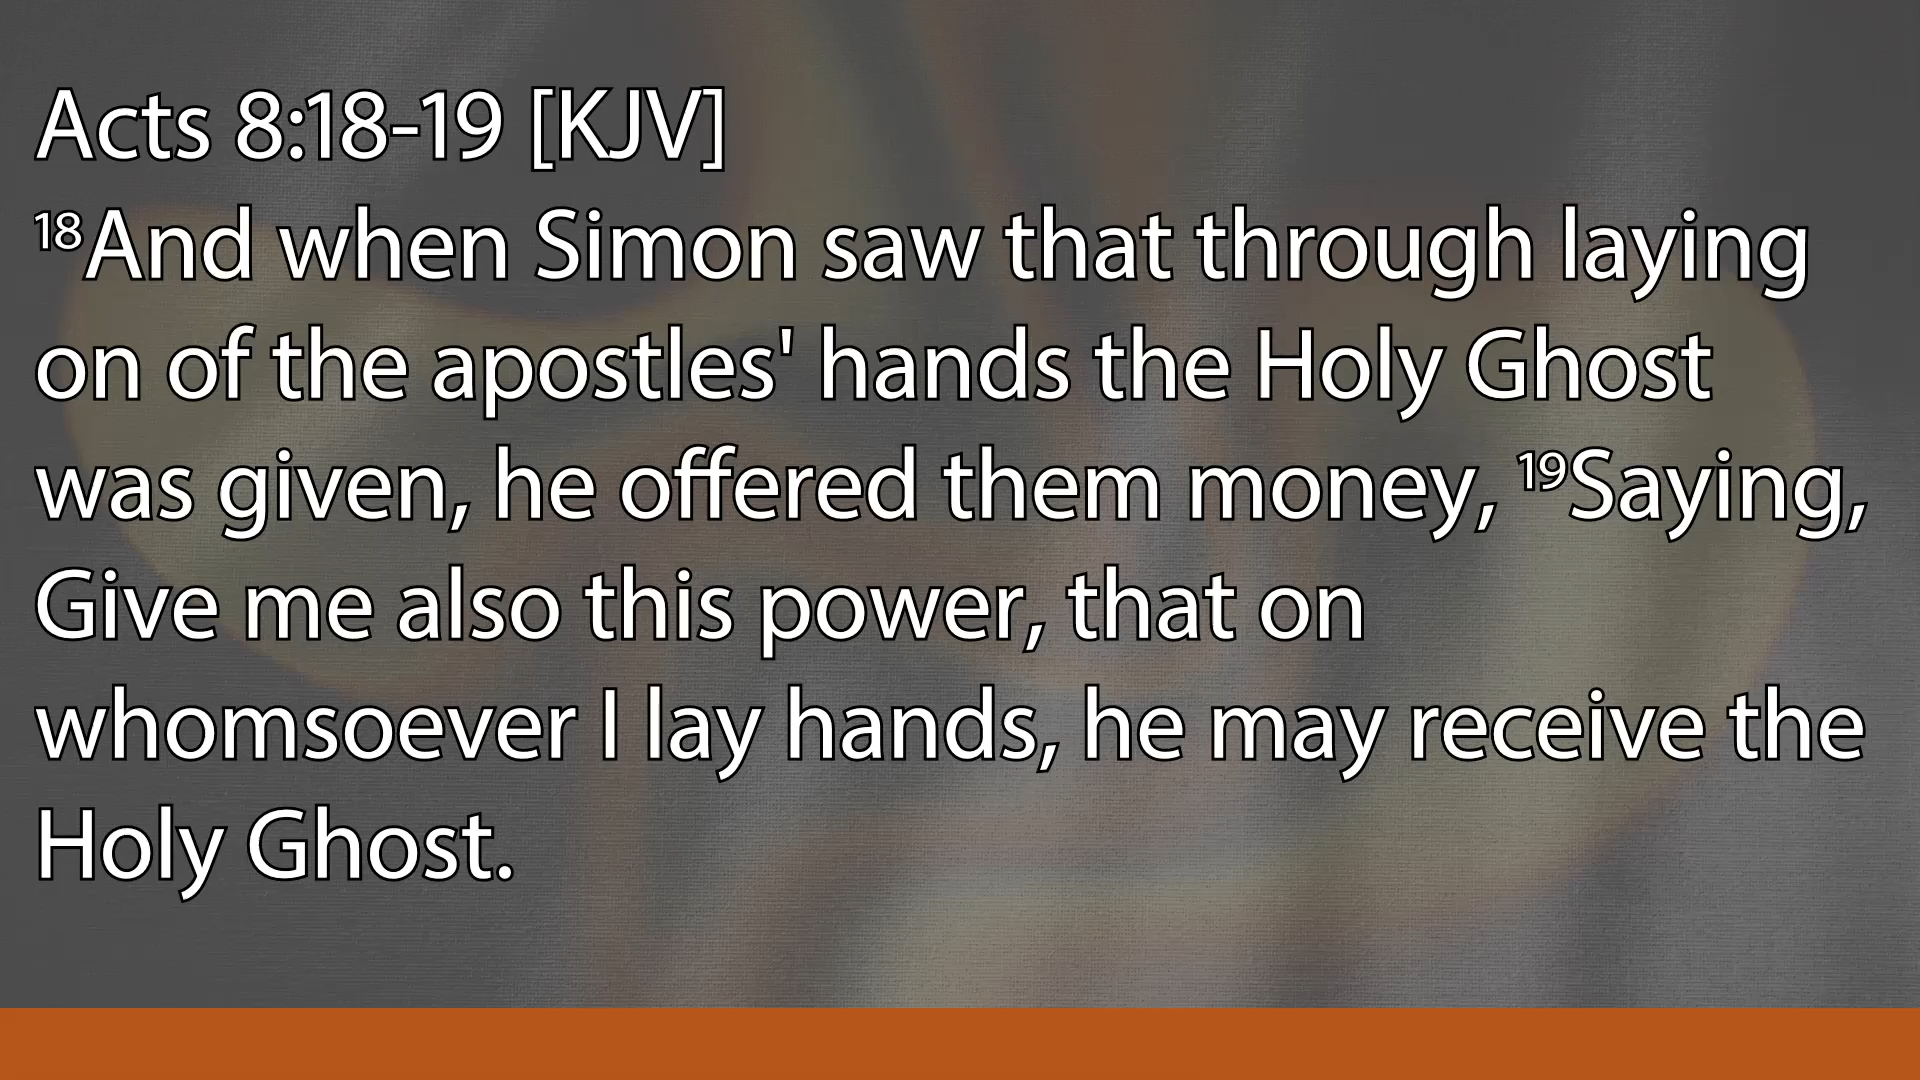 Acts 8:18-19 [KJV]
18And when Simon saw that through laying
on of the apostles' hands the Holy Ghost
was given, he offered them money, 19Saying,
Give me also this power, that on
whomsoever I lay hands, he may receive the
Holy Ghost.